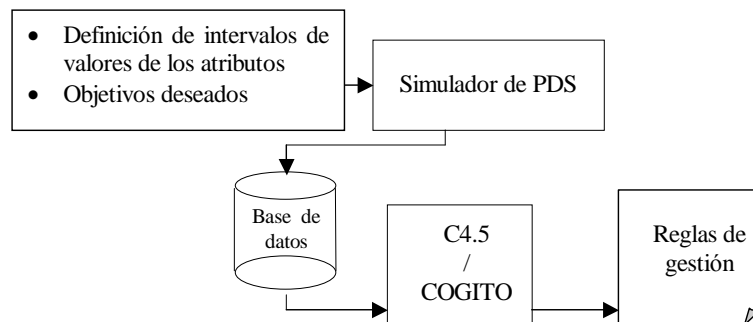 • Definición de intervalos de
valores de los atributos
• Objetivos deseados
Simulador de PDS
Base de
datos
C4.5
/
COGITO
Reglas de
gestión